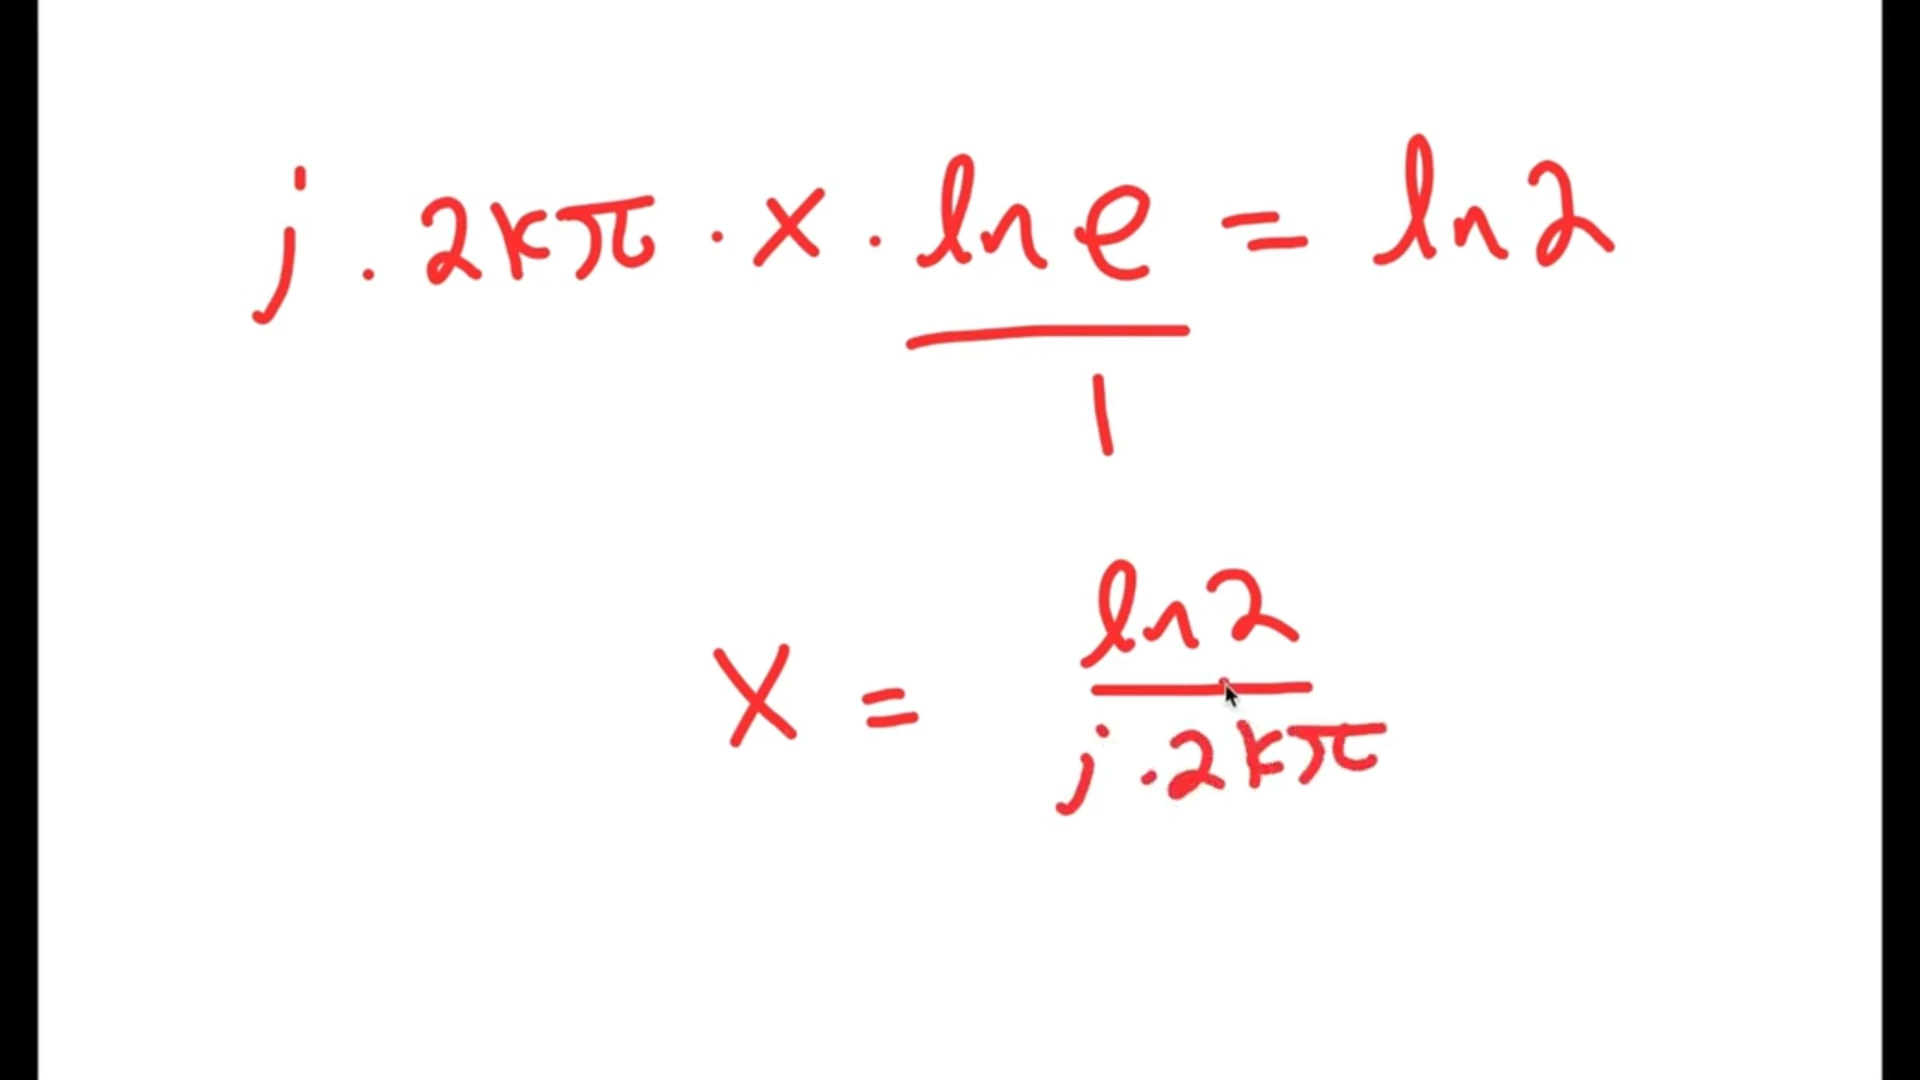 j . 2kπ . x . ln e = ln 2
1
x = ln 2
j . 2kπ